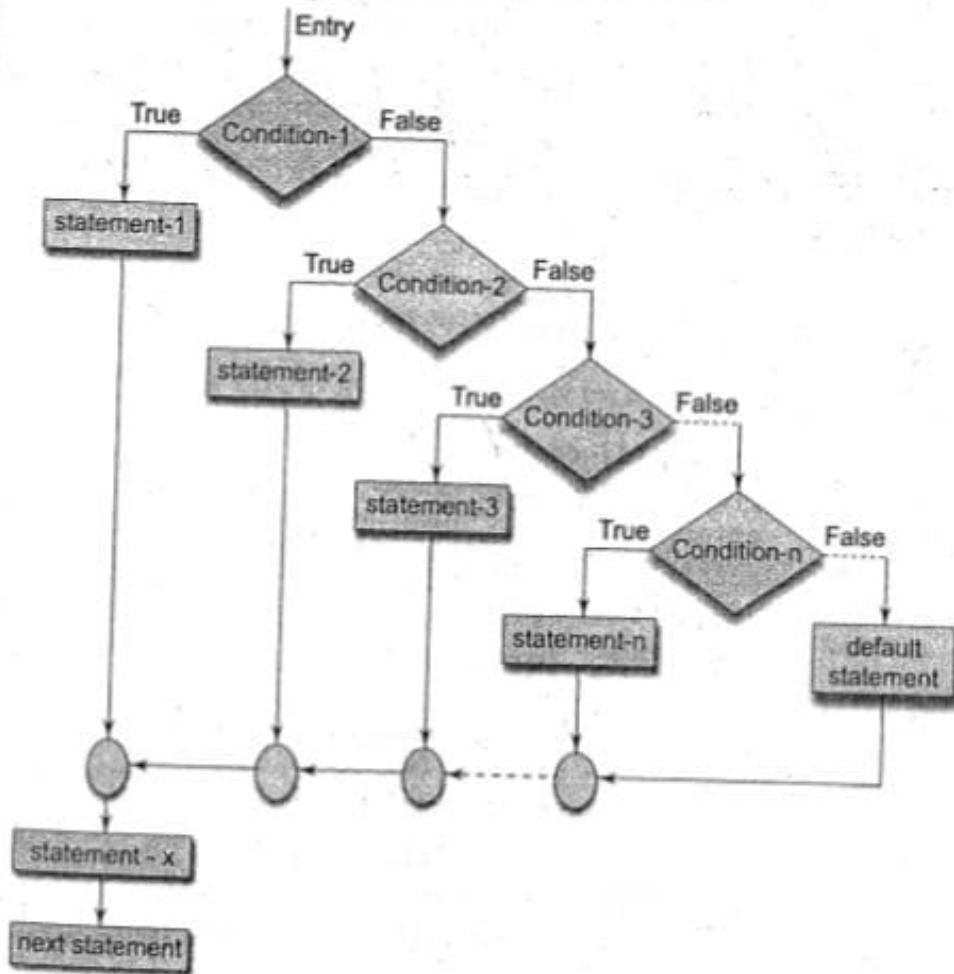 Entry
True
Condition-1
False
statement-1
True
Condition-2
False
statement-2
True
Condition-3
False
statement-3
True
Condition-n
False
statement-n
default
statement
statement - x
next statement